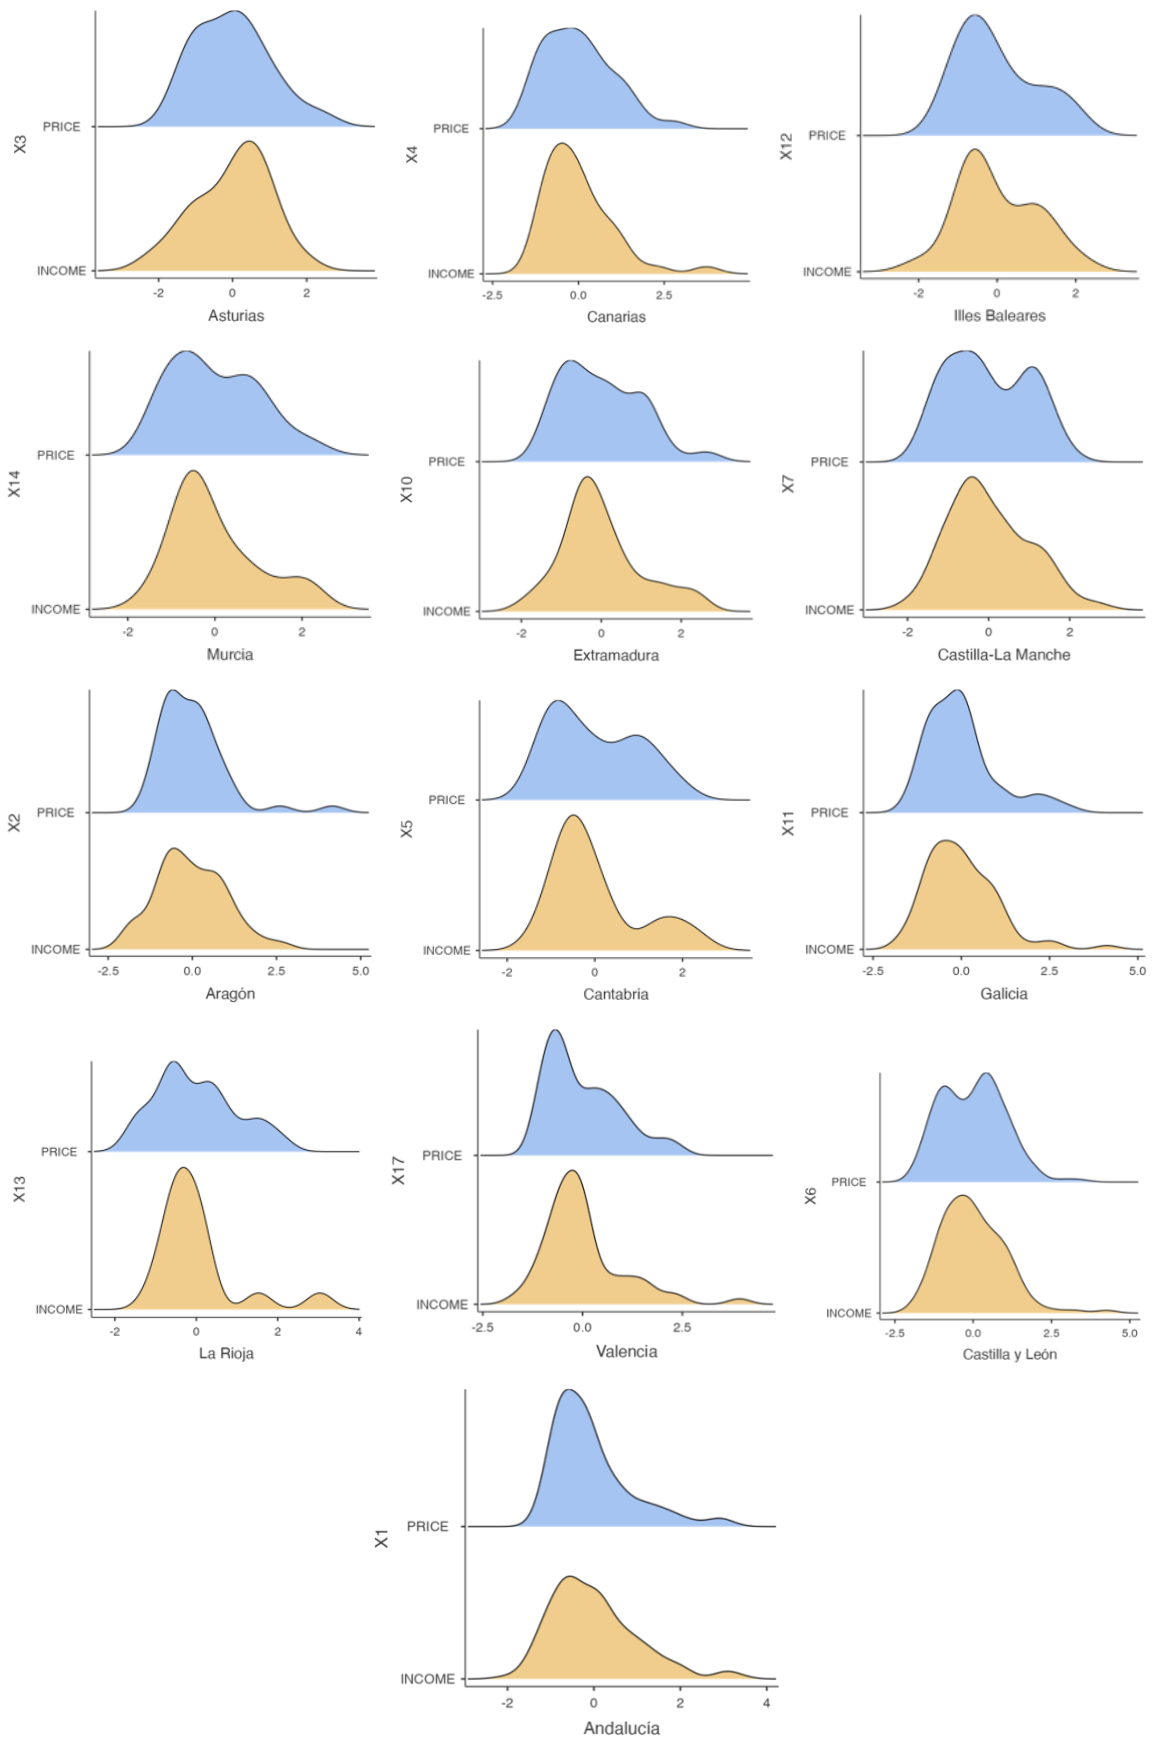 X3
PRICE
INCOME
-2 0 2
Asturias
X4
PRICE
INCOME
-2.5 0.0 2.5
Canarias
X12
PRICE
INCOME
-2 0 2
Illes Baleares
X14
PRICE
INCOME
-2 0 2
Murcia
X10
PRICE
INCOME
-2 0 2
Extramadura
X7
PRICE
INCOME
-2 0 2
Castilla-La Manche
X2
PRICE
INCOME
-2.5 0.0 2.5 5.0
Aragón
X5
PRICE
INCOME
-2 0 2
Cantabria
X11
PRICE
INCOME
-2.5 0.0 2.5 5.0
Galicia
X13
PRICE
INCOME
-2 0 2 4
La Rioja
X17
PRICE
INCOME
-2.5 0.0 2.5
Valencia
X6
PRICE
INCOME
-2.5 0.0 2.5 5.0
Castilla y León
X1
PRICE
INCOME
-2 0 2 4
Andalucía